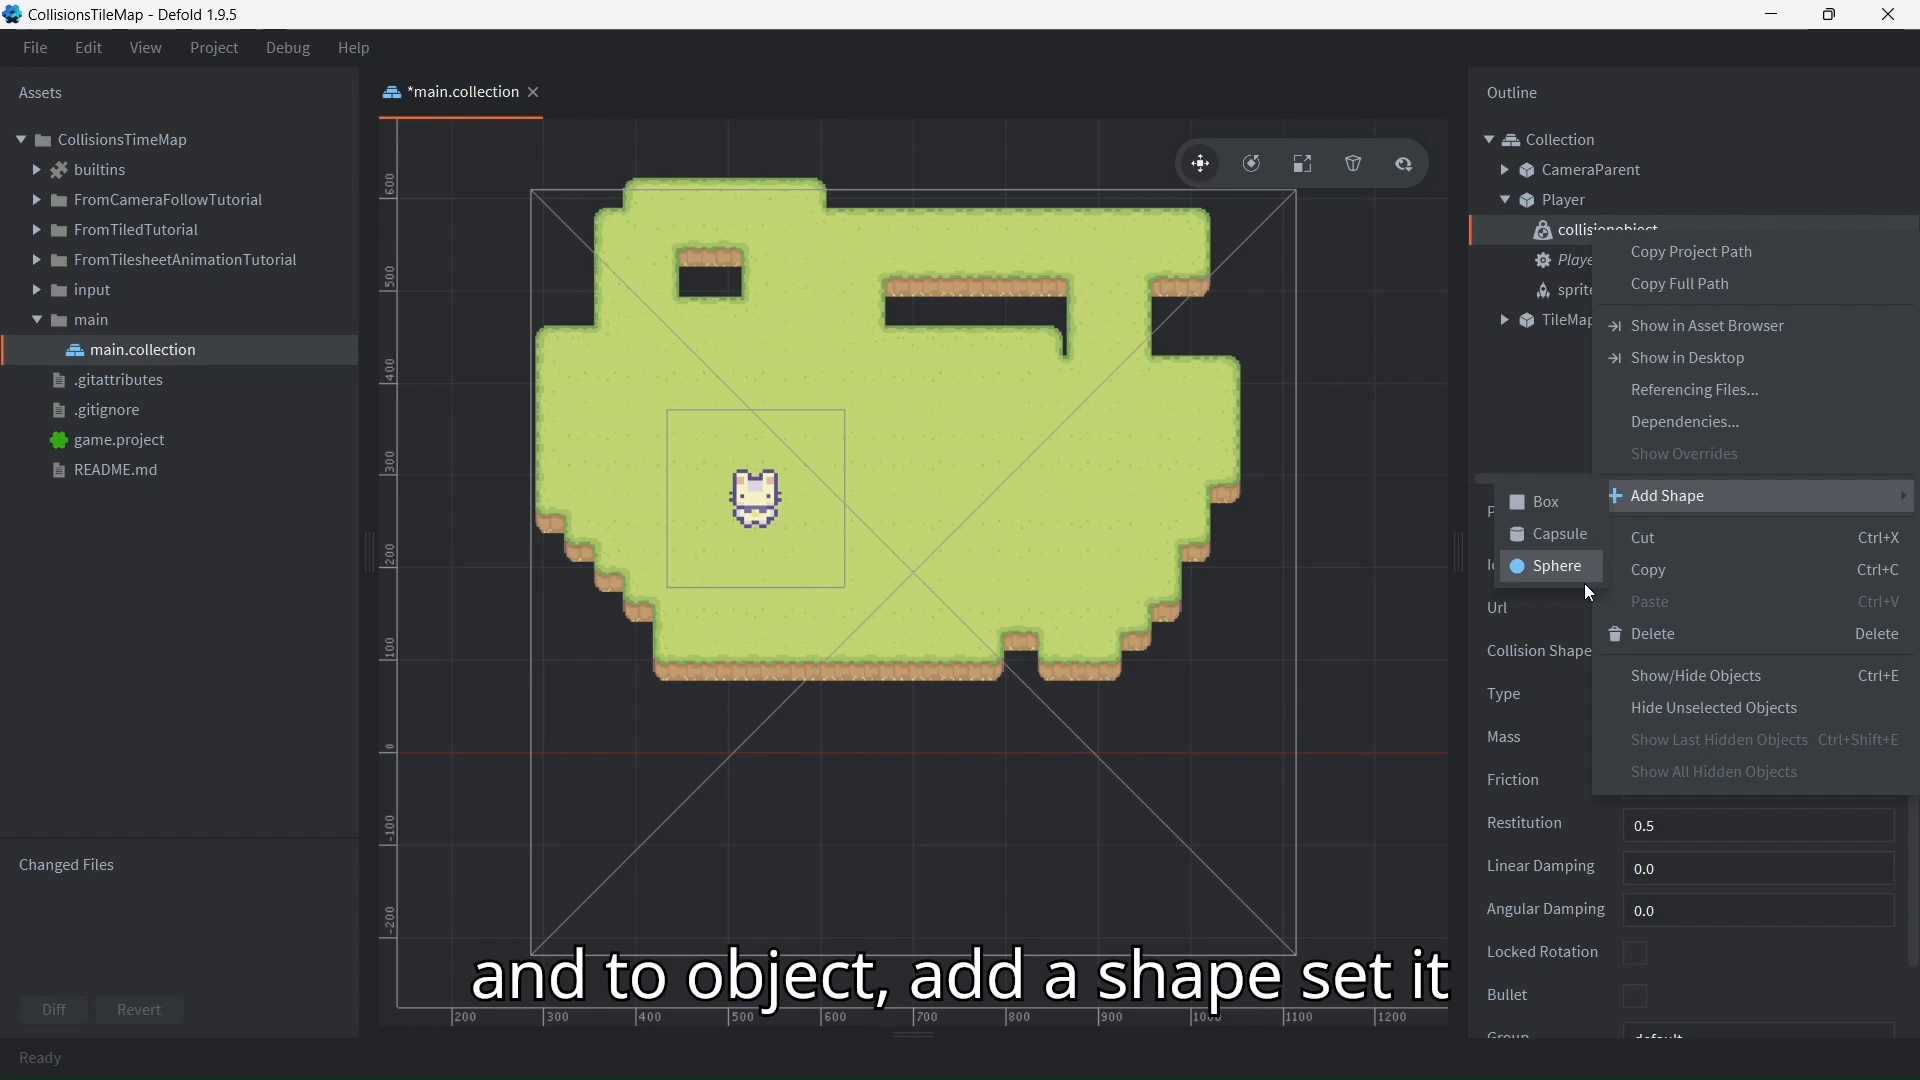 CollisionsTileMap - Defold 1.9.5
File Edit View Project Debug Help
Assets
CollisionsTimeMap
builtins
FromCameraFollowTutorial
FromTiledTutorial
FromTilesheetAnimationTutorial
input
main
main.collection
.gitattributes
.gitignore
game.project
README.md
Changed Files
Diff Revert
Ready
*main.collection
600
500
400
300
200
100
0
-100
-200
200 300 400 500 600 700 800 900 1000 1100 1200
and to object, add a shape set it
Outline
Collection
CameraParent
Player
collisionobject
Playe
sprite
TileMap
Copy Project Path
Copy Full Path
Show in Asset Browser
Show in Desktop
Referencing Files...
Dependencies...
Show Overrides
Add Shape
Cut Ctrl+X
Copy Ctrl+C
Paste Ctrl+V
Delete Delete
Show/Hide Objects Ctrl+E
Hide Unselected Objects
Show Last Hidden Objects Ctrl+Shift+E
Show All Hidden Objects
Box
Capsule
Sphere
Url
Collision Shape
Type
Mass
Friction
Restitution 0.5
Linear Damping 0.0
Angular Damping 0.0
Locked Rotation
Bullet
Group default